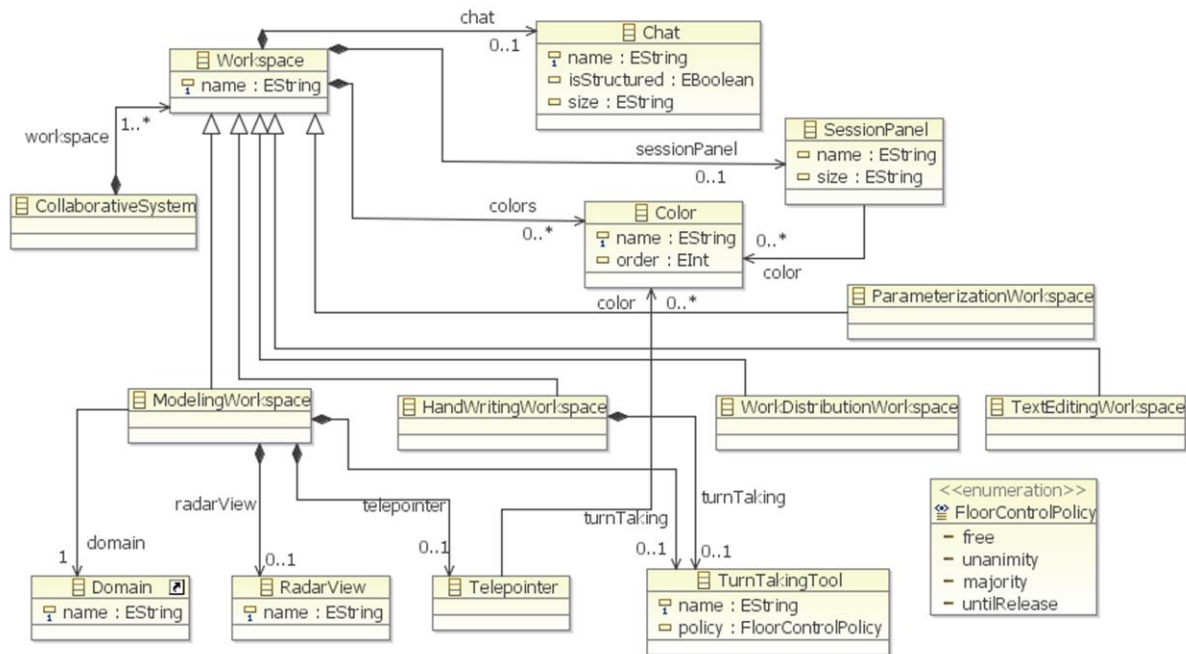 chat
0..1
Chat
name : EString
isStructured : EBoolean
size : EString
Workspace
name : EString
1..*
workspace
CollaborativeSystem
sessionPanel
0..1
SessionPanel
name : EString
size : EString
colors
0..*
Color
name : EString
order : EInt
0..*
color
color
0..*
ParameterizationWorkspace
ModelingWorkspace
HandWritingWorkspace
WorkDistributionWorkspace
TextEditingWorkspace
radarView
0..1
telepointer
0..1
turnTaking
0..1
turnTaking
0..1
domain
1
Domain
name : EString
RadarView
name : EString
Telepointer
TurnTakingTool
name : EString
policy : FloorControlPolicy
<<enumeration>>
FloorControlPolicy
free
unanimity
majority
untilRelease